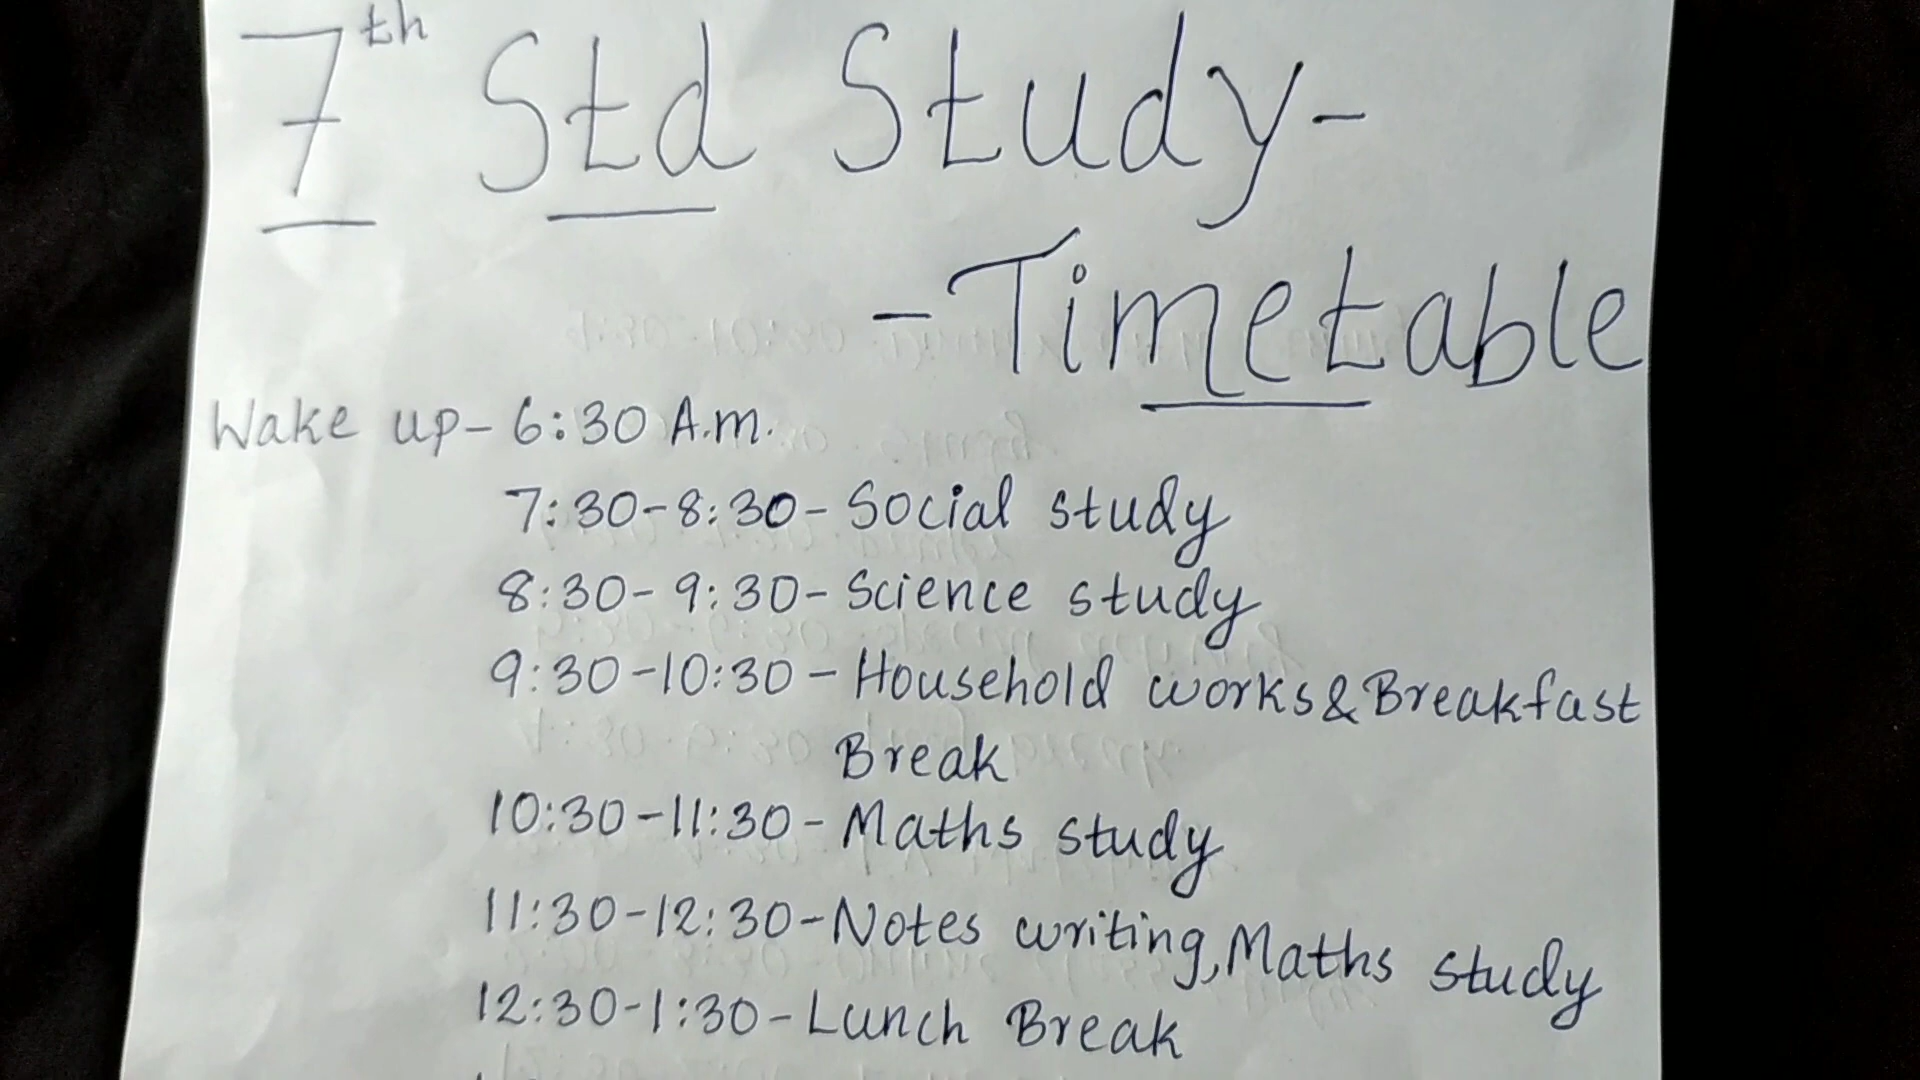 7th Std Study-
-Timetable
Wake up- 6:30 A.m.
7:30-8:30- Social study
8:30-9:30- Science study
9:30-10:30- Household works & Breakfast
Break
10:30-11:30- Maths study
11:30-12:30- Notes writing, Maths study
12:30-1:30- Lunch Break